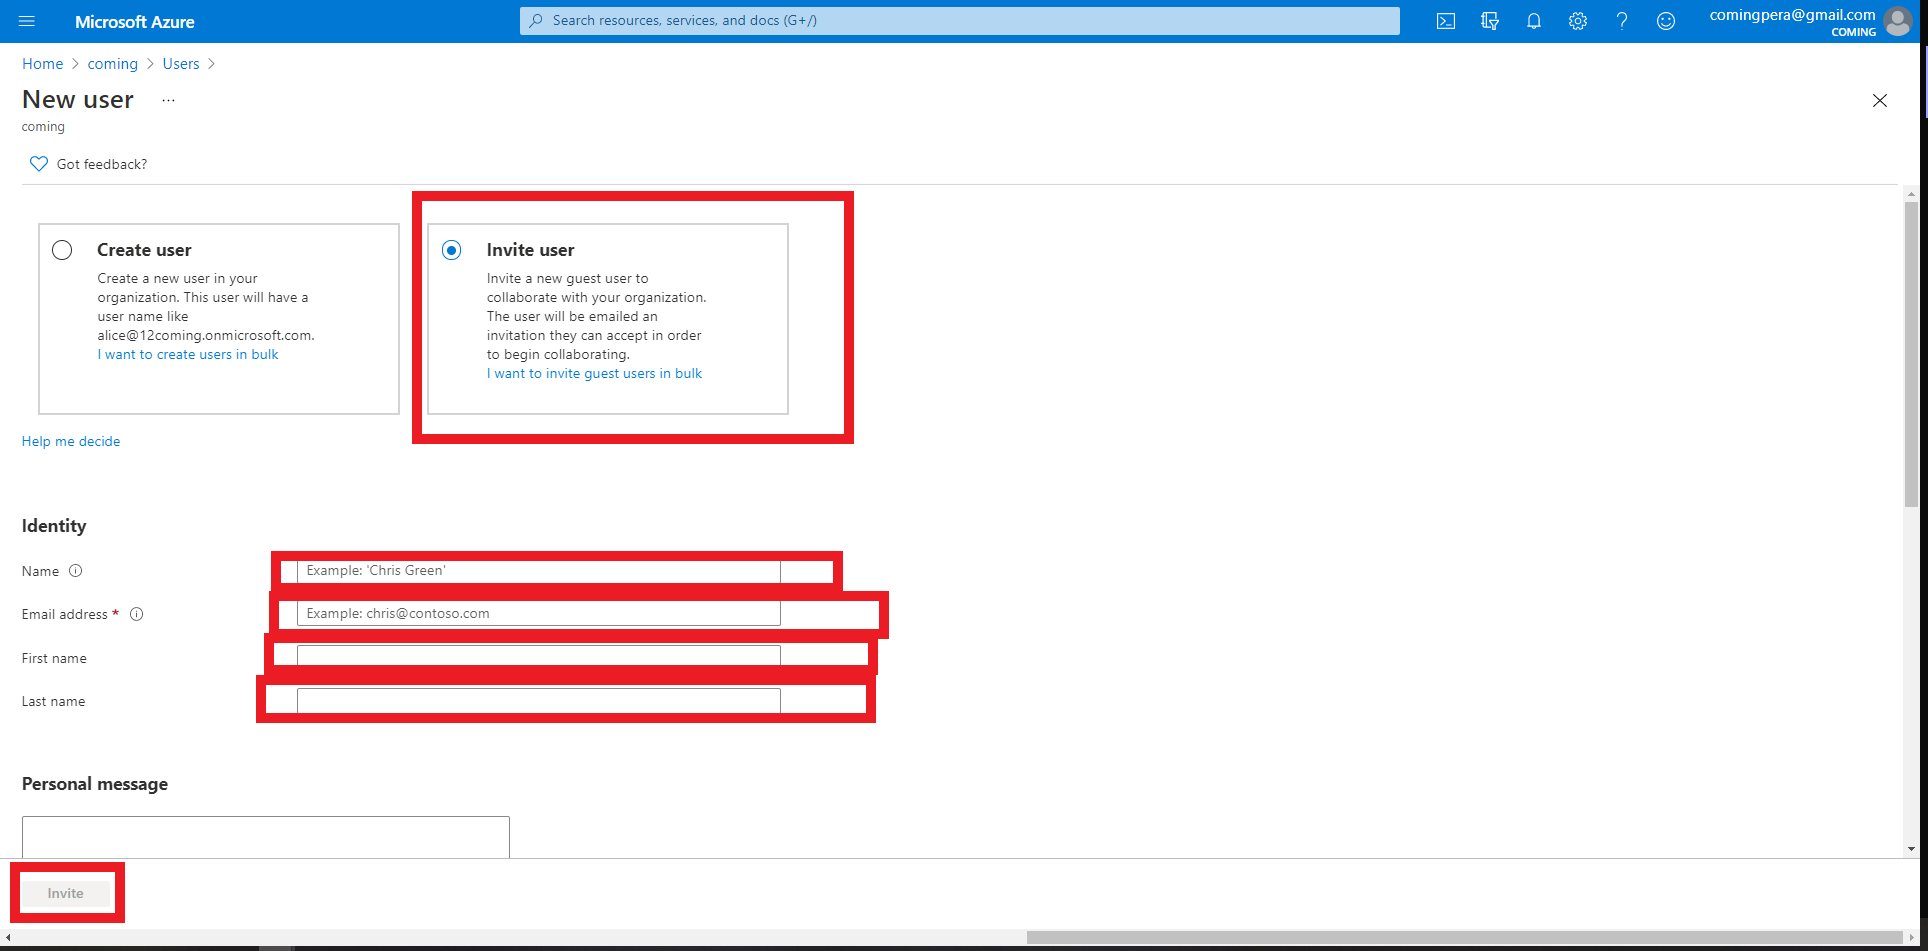 Microsoft Azure
Search resources, services, and docs (G+/)
comingpera@gmail.com
COMING
Home > coming > Users >
New user ...
coming
Got feedback?
Create user
Create a new user in your
organization. This user will have a
user name like
alice@12coming.onmicrosoft.com.
I want to create users in bulk
Invite user
Invite a new guest user to
collaborate with your organization.
The user will be emailed an
invitation they can accept in order
to begin collaborating.
I want to invite guest users in bulk
Help me decide
Identity
Name
Example: 'Chris Green'
Email address *
Example: chris@contoso.com
First name
Last name
Personal message
Invite